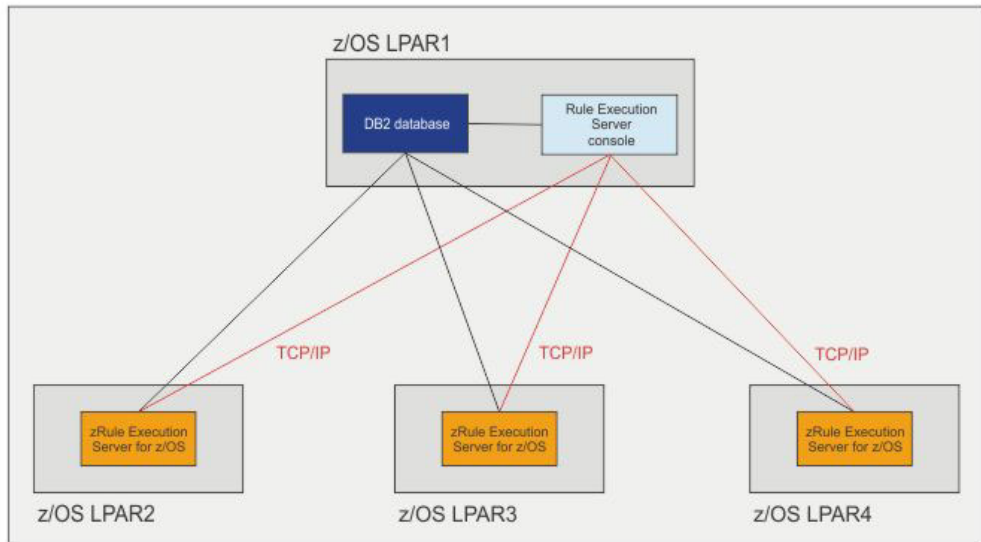 z/OS LPAR1
DB2 database
Rule Execution
Server
console
TCP/IP
TCP/IP
TCP/IP
zRule Execution
Server for z/OS
zRule Execution
Server for z/OS
zRule Execution
Server for z/OS
z/OS LPAR2
z/OS LPAR3
z/OS LPAR4